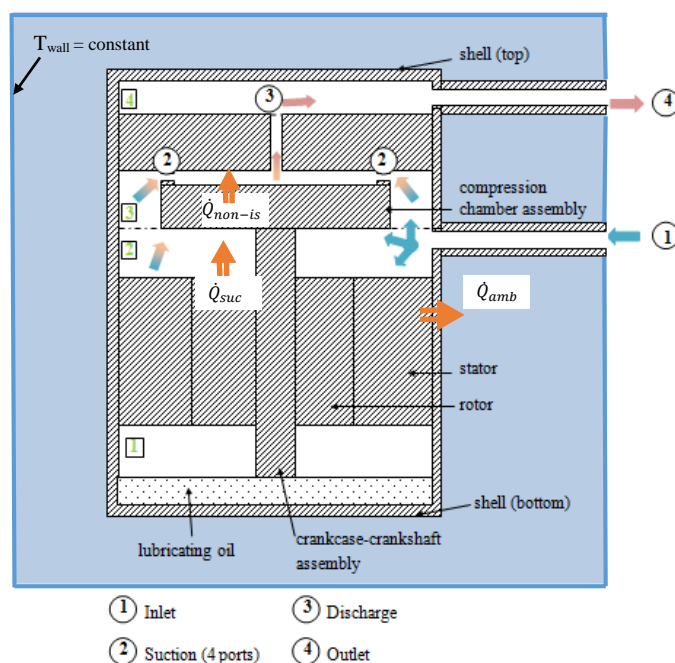 T_wall = constant
shell (top)
4
3
4
2
2
compression
chamber assembly
Q̇_non−is
3
1
2
Q̇_suc
Q̇_amb
stator
rotor
1
shell (bottom)
lubricating oil
crankcase-crankshaft
assembly
1 Inlet
3 Discharge
2 Suction (4 ports)
4 Outlet